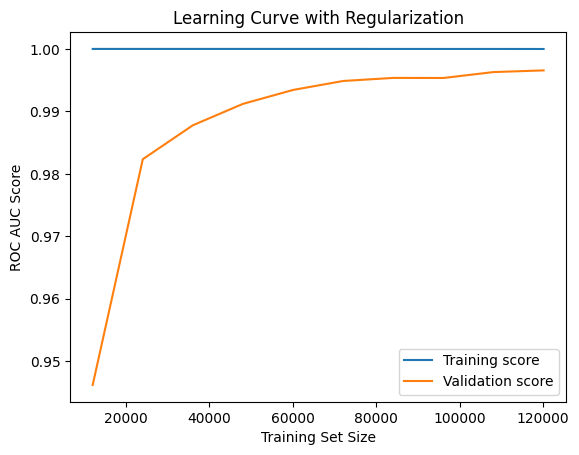 Learning Curve with Regularization
1.00
0.99
0.98
0.97
0.96
0.95
ROC AUC Score
Training score
Validation score
20000 40000 60000 80000 100000 120000
Training Set Size